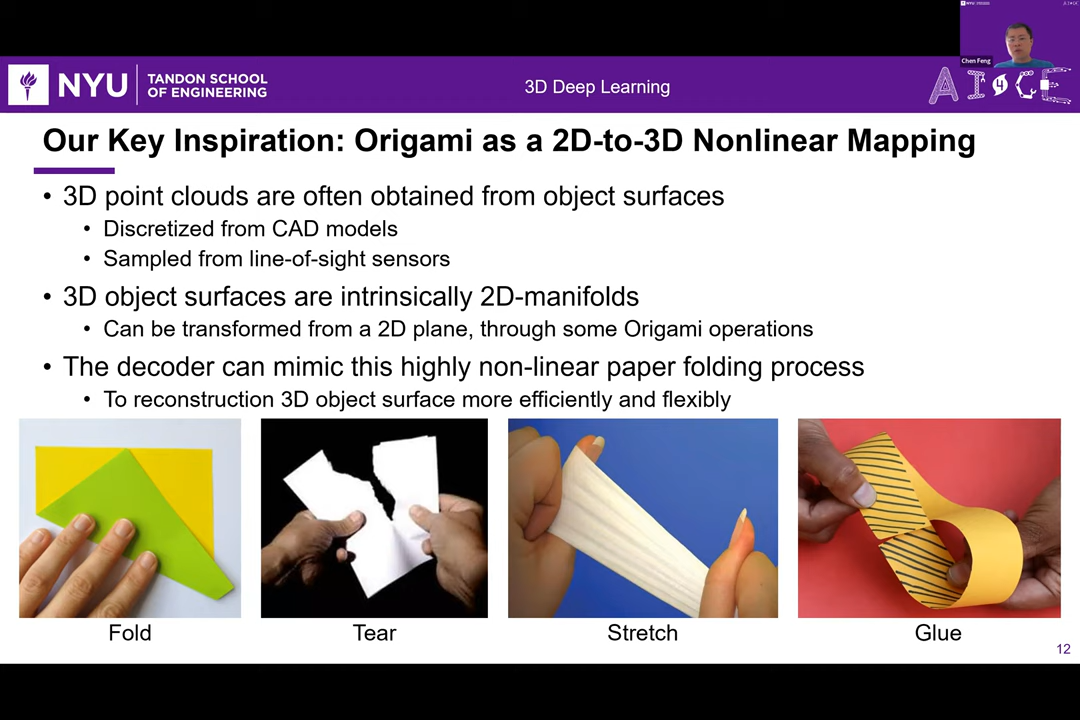 NYU
TANDON SCHOOL
OF ENGINEERING
3D Deep Learning
Chen Feng
AI4CE
Our Key Inspiration: Origami as a 2D-to-3D Nonlinear Mapping
• 3D point clouds are often obtained from object surfaces
• Discretized from CAD models
• Sampled from line-of-sight sensors
• 3D object surfaces are intrinsically 2D-manifolds
• Can be transformed from a 2D plane, through some Origami operations
• The decoder can mimic this highly non-linear paper folding process
• To reconstruction 3D object surface more efficiently and flexibly
Fold
Tear
Stretch
Glue
12